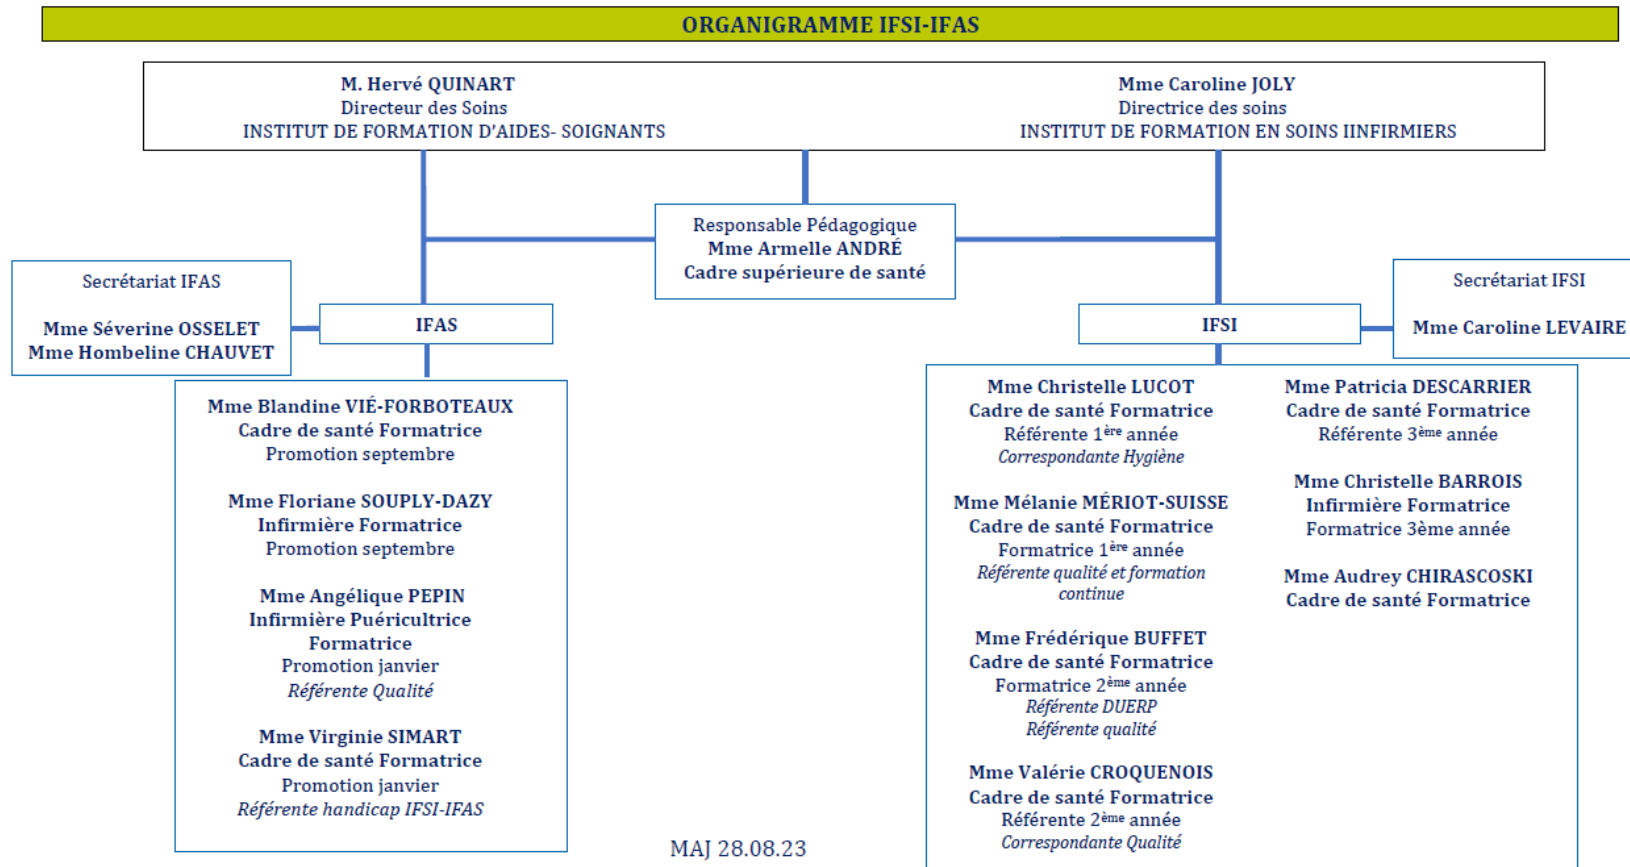 ORGANIGRAMME IFSI-IFAS
M. Hervé QUINART
Directeur des Soins
INSTITUT DE FORMATION D'AIDES- SOIGNANTS
Mme Caroline JOLY
Directrice des soins
INSTITUT DE FORMATION EN SOINS IINFIRMIERS
Responsable Pédagogique
Mme Armelle ANDRÉ
Cadre supérieure de santé
Secrétariat IFAS
Mme Séverine OSSELET
Mme Hombeline CHAUVET
IFAS
IFSI
Secrétariat IFSI
Mme Caroline LEVAIRE
Mme Blandine VIÉ-FORBOTEAUX
Cadre de santé Formatrice
Promotion septembre
Mme Floriane SOUPLY-DAZY
Infirmière Formatrice
Promotion septembre
Mme Angélique PEPIN
Infirmière Puéricultrice
Formatrice
Promotion janvier
Référente Qualité
Mme Virginie SIMART
Cadre de santé Formatrice
Promotion janvier
Référente handicap IFSI-IFAS
Mme Christelle LUCOT
Cadre de santé Formatrice
Référente 1ère année
Correspondante Hygiène
Mme Mélanie MÉRIOT-SUISSE
Cadre de santé Formatrice
Formatrice 1ère année
Référente qualité et formation
continue
Mme Frédérique BUFFET
Cadre de santé Formatrice
Formatrice 2ème année
Référente DUERP
Référente qualité
Mme Valérie CROQUENOIS
Cadre de santé Formatrice
Référente 2ème année
Correspondante Qualité
Mme Patricia DESCARRIER
Cadre de santé Formatrice
Référente 3ème année
Mme Christelle BARROIS
Infirmière Formatrice
Formatrice 3ème année
Mme Audrey CHIRASCOSKI
Cadre de santé Formatrice
MAJ 28.08.23